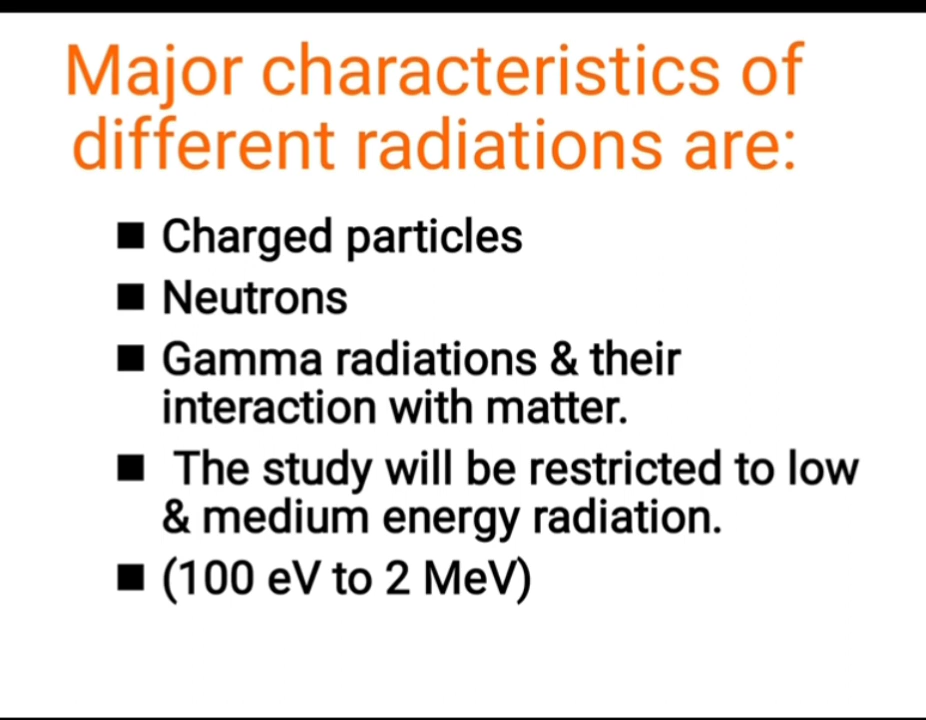 Major characteristics of
different radiations are:
■ Charged particles
■ Neutrons
■ Gamma radiations & their
interaction with matter.
■ The study will be restricted to low
& medium energy radiation.
■ (100 eV to 2 MeV)